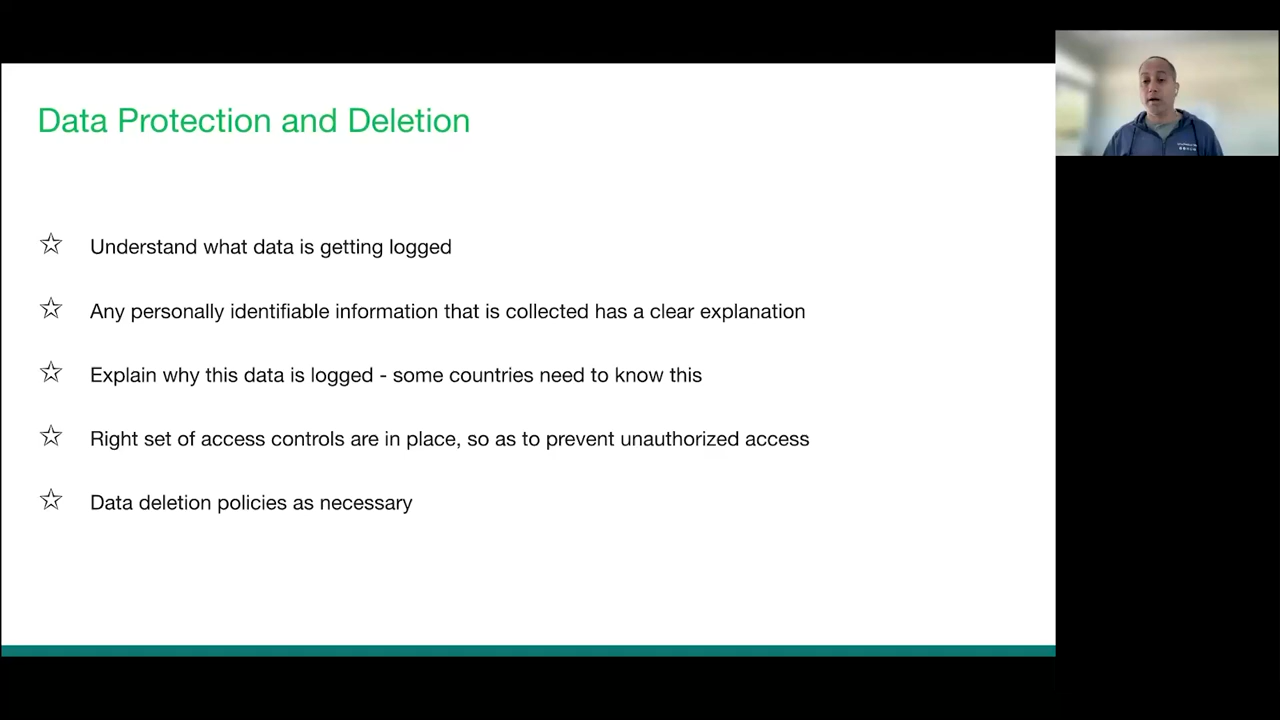 Data Protection and Deletion
☆ Understand what data is getting logged
☆ Any personally identifiable information that is collected has a clear explanation
☆ Explain why this data is logged - some countries need to know this
☆ Right set of access controls are in place, so as to prevent unauthorized access
☆ Data deletion policies as necessary